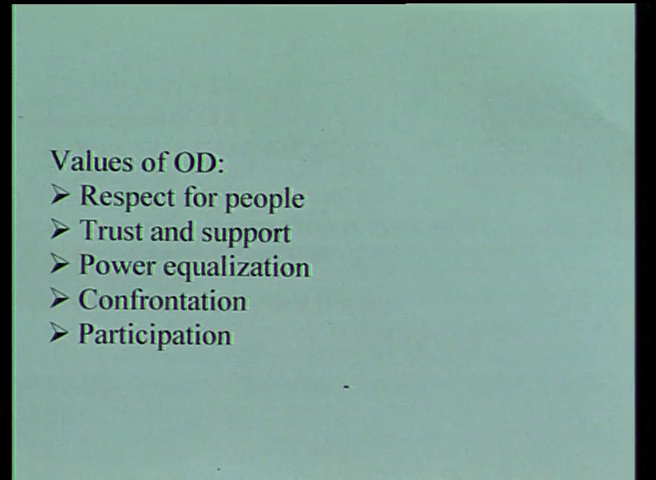 Values of OD:
➢ Respect for people
➢ Trust and support
➢ Power equalization
➢ Confrontation
➢ Participation